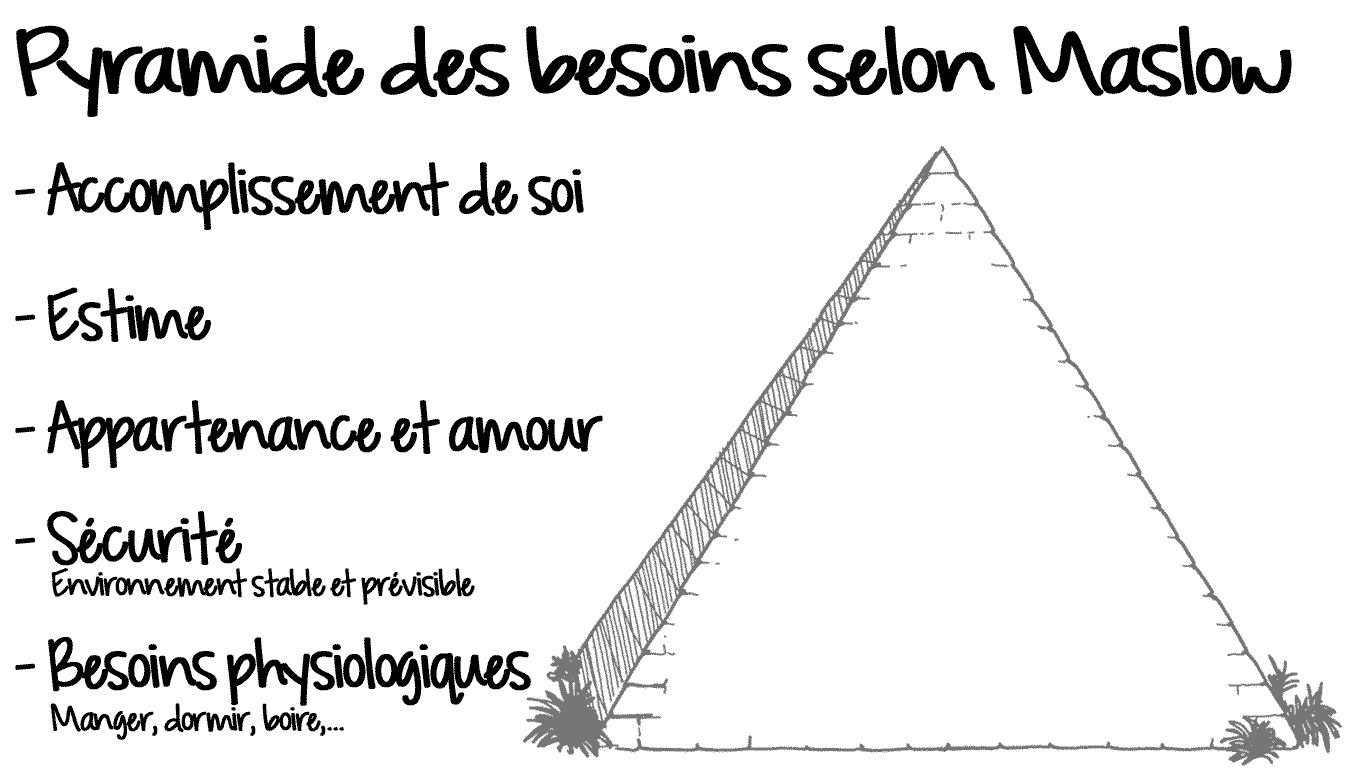 Pyramide des besoins selon Maslow
- Accomplissement de soi
- Estime
- Appartenance et amour
- Sécurité
Environnement stable et prévisible
- Besoins physiologiques
Manger, dormir, boire,...